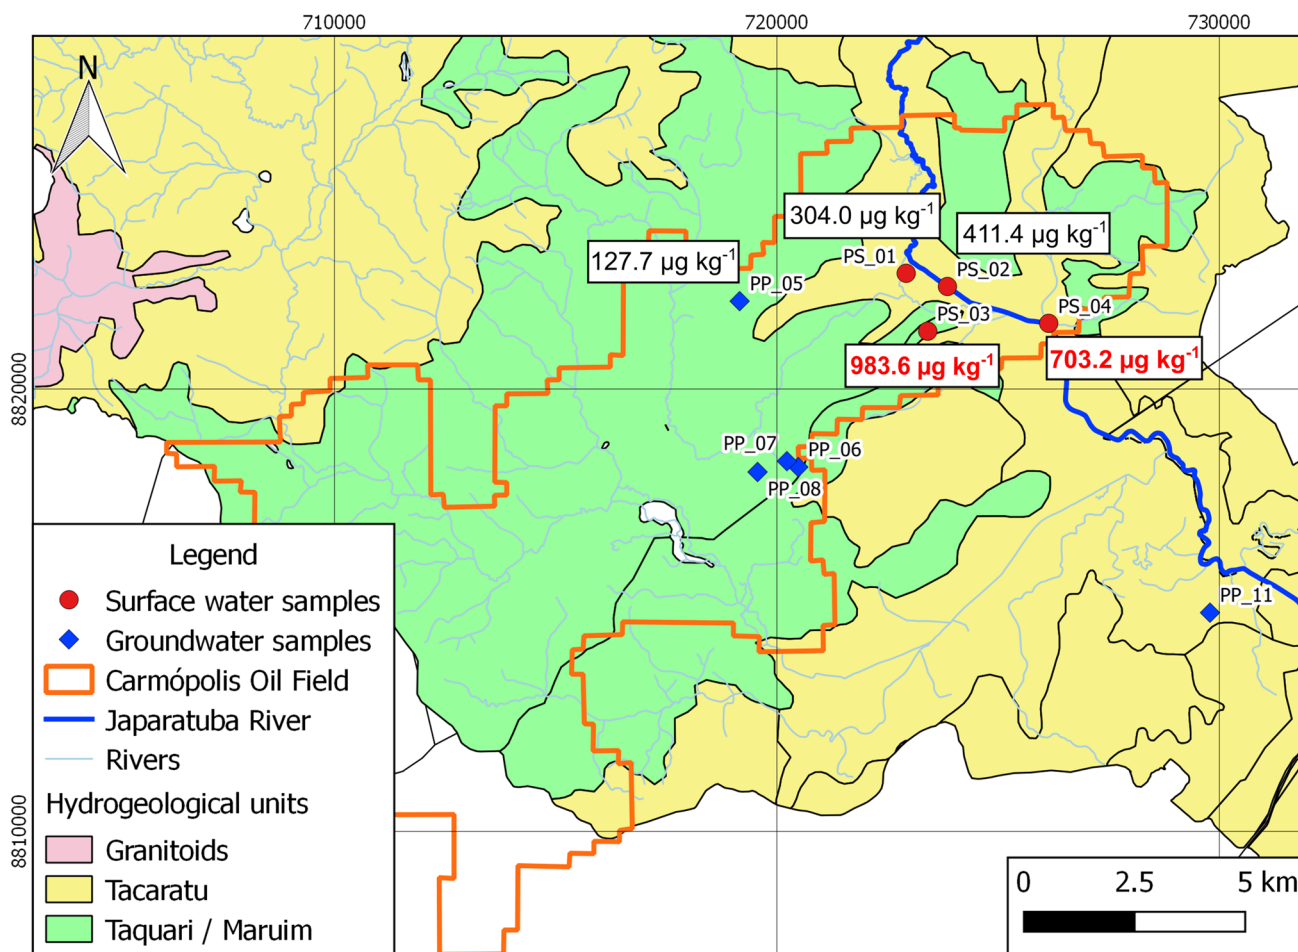 710000
720000
730000
N
304.0 µg kg⁻¹
411.4 µg kg⁻¹
127.7 µg kg⁻¹
PS_01
PS_02
PP_05
PS_03
PS_04
983.6 µg kg⁻¹
703.2 µg kg⁻¹
8820000
PP_07
PP_06
PP_08
PP_11
Legend
Surface water samples
Groundwater samples
Carmópolis Oil Field
Japaratuba River
Rivers
Hydrogeological units
Granitoids
Tacaratu
Taquari / Maruim
8810000
0 2.5 5 km